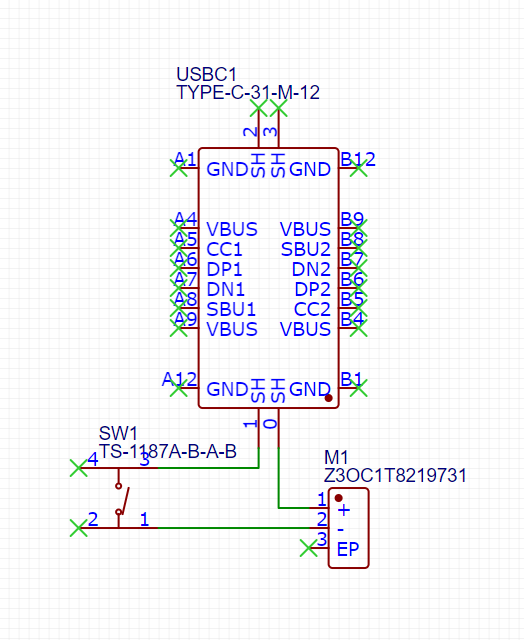 USBC1
TYPE-C-31-M-12
2 3
A1 GND SH SH GND B12
A4 VBUS VBUS B9
A5 CC1 SBU2 B8
A6 DP1 DN2 B7
A7 DN1 DP2 B6
A8 SBU1 CC2 B5
A9 VBUS VBUS B4
A12 GND SH SH GND B1
1 0
SW1
TS-1187A-B-A-B
4 3
2 1
M1
Z3OC1T8219731
1 +
2 -
3 EP